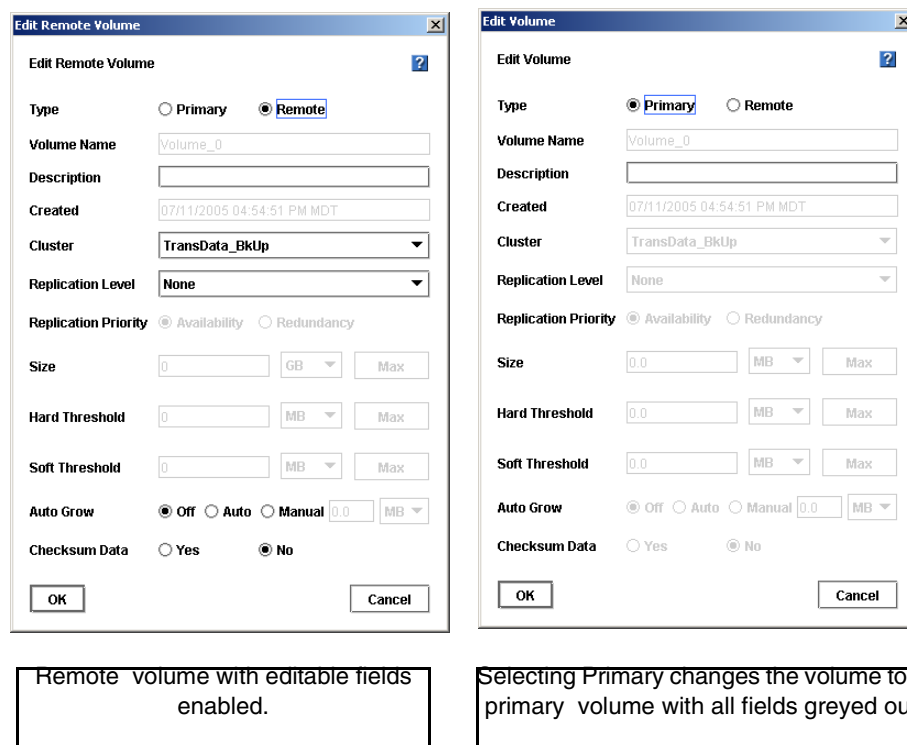 Edit Remote Volume
Edit Remote Volume
Type Primary Remote
Volume Name Volume_0
Description
Created 07/11/2005 04:54:51 PM MDT
Cluster TransData_BkUp
Replication Level None
Replication Priority Availability Redundancy
Size 0 GB Max
Hard Threshold 0 MB Max
Soft Threshold 0 MB Max
Auto Grow Off Auto Manual 0.0 MB
Checksum Data Yes No
OK Cancel
Remote volume with editable fields
enabled.
Edit Volume
Edit Volume
Type Primary Remote
Volume Name Volume_0
Description
Created 07/11/2005 04:54:51 PM MDT
Cluster TransData_BkUp
Replication Level None
Replication Priority Availability Redundancy
Size 0.0 MB Max
Hard Threshold 0.0 MB Max
Soft Threshold 0.0 MB Max
Auto Grow Off Auto Manual 0.0 MB
Checksum Data Yes No
OK Cancel
Selecting Primary changes the volume to
primary volume with all fields greyed ou